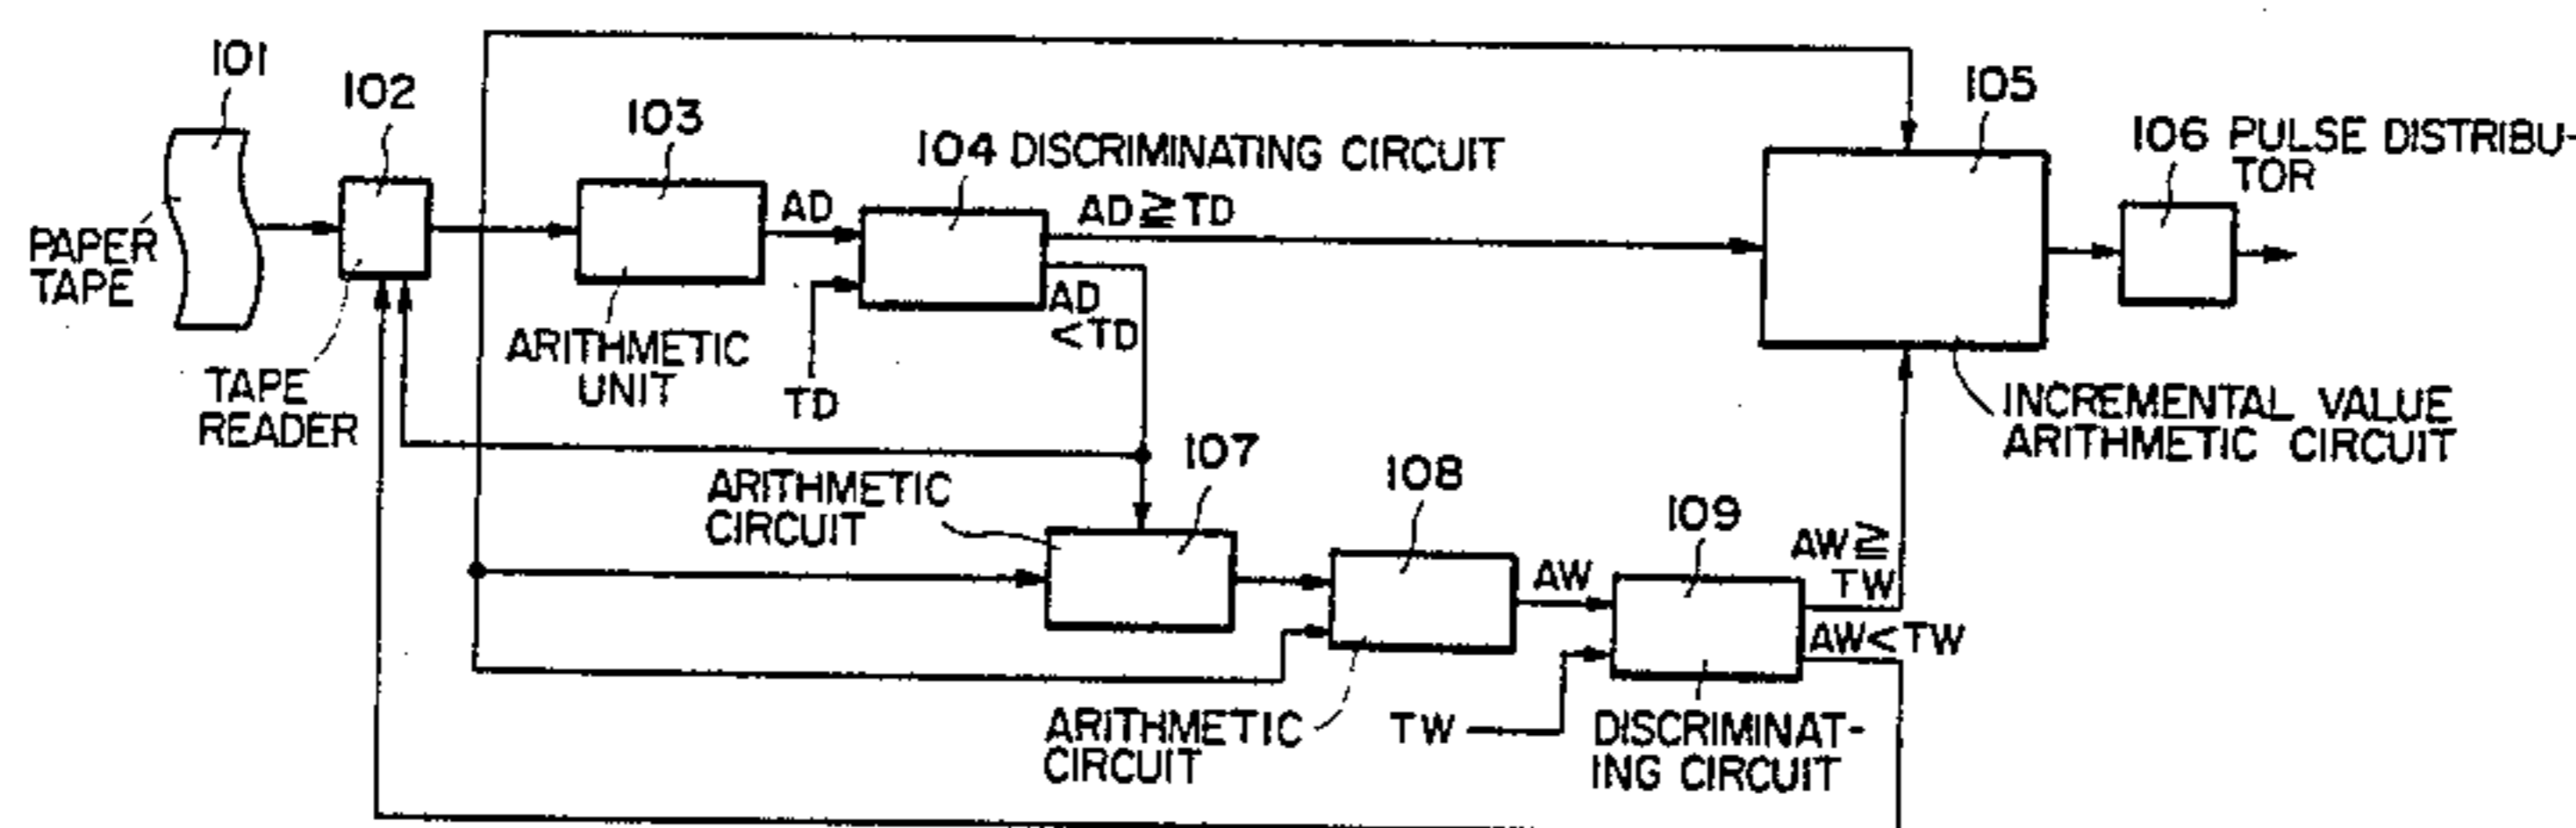 101
102
103
104 DISCRIMINATING CIRCUIT
105
106 PULSE DISTRIBU-
TOR
PAPER
TAPE
TAPE
READER
ARITHMETIC
UNIT
AD
TD
AD≧TD
AD
<TD
INCREMENTAL VALUE
ARITHMETIC CIRCUIT
ARITHMETIC
CIRCUIT
107
108
109
AW
AW≧
TW
AW<TW
ARITHMETIC
CIRCUIT
TW
DISCRIMINAT-
ING CIRCUIT